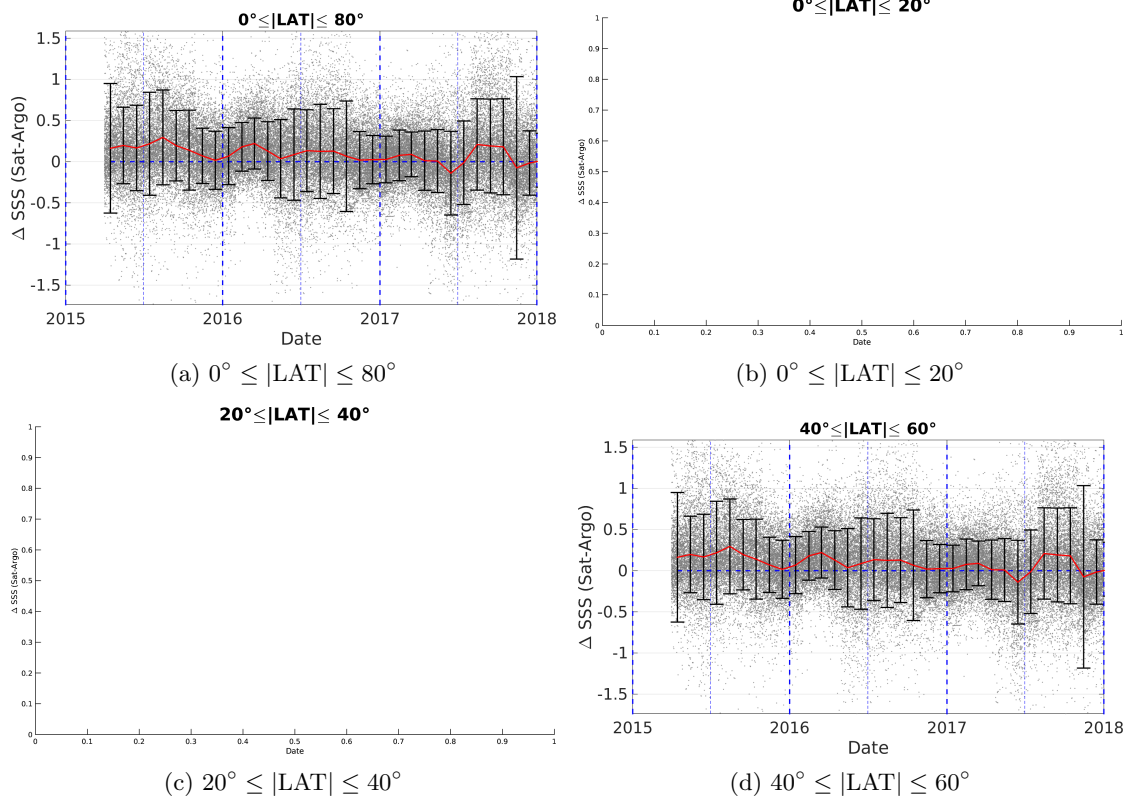 0°≤|LAT|≤ 80°
1.5
1
0.5
0
-0.5
-1
-1.5
Δ SSS (Sat-Argo)
2015
2016
2017
2018
Date
(a) 0° ≤ |LAT| ≤ 80°
0°≤|LAT|≤ 20°
1
0.9
0.8
0.7
0.6
0.5
0.4
0.3
0.2
0.1
0
Δ SSS (Sat-Argo)
0 0.1 0.2 0.3 0.4 0.5 0.6 0.7 0.8 0.9 1
Date
(b) 0° ≤ |LAT| ≤ 20°
20°≤|LAT|≤ 40°
1
0.9
0.8
0.7
0.6
0.5
0.4
0.3
0.2
0.1
0
Δ SSS (Sat-Argo)
0 0.1 0.2 0.3 0.4 0.5 0.6 0.7 0.8 0.9 1
Date
(c) 20° ≤ |LAT| ≤ 40°
40°≤|LAT|≤ 60°
1.5
1
0.5
0
-0.5
-1
-1.5
Δ SSS (Sat-Argo)
2015
2016
2017
2018
Date
(d) 40° ≤ |LAT| ≤ 60°